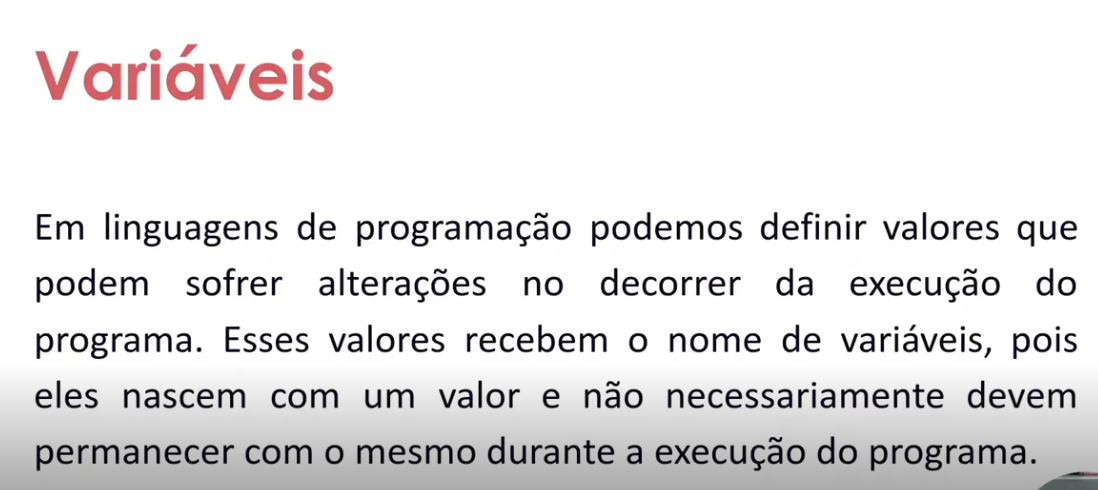 Variáveis
Em linguagens de programação podemos definir valores que
podem sofrer alterações no decorrer da execução do
programa. Esses valores recebem o nome de variáveis, pois
eles nascem com um valor e não necessariamente devem
permanecer com o mesmo durante a execução do programa.